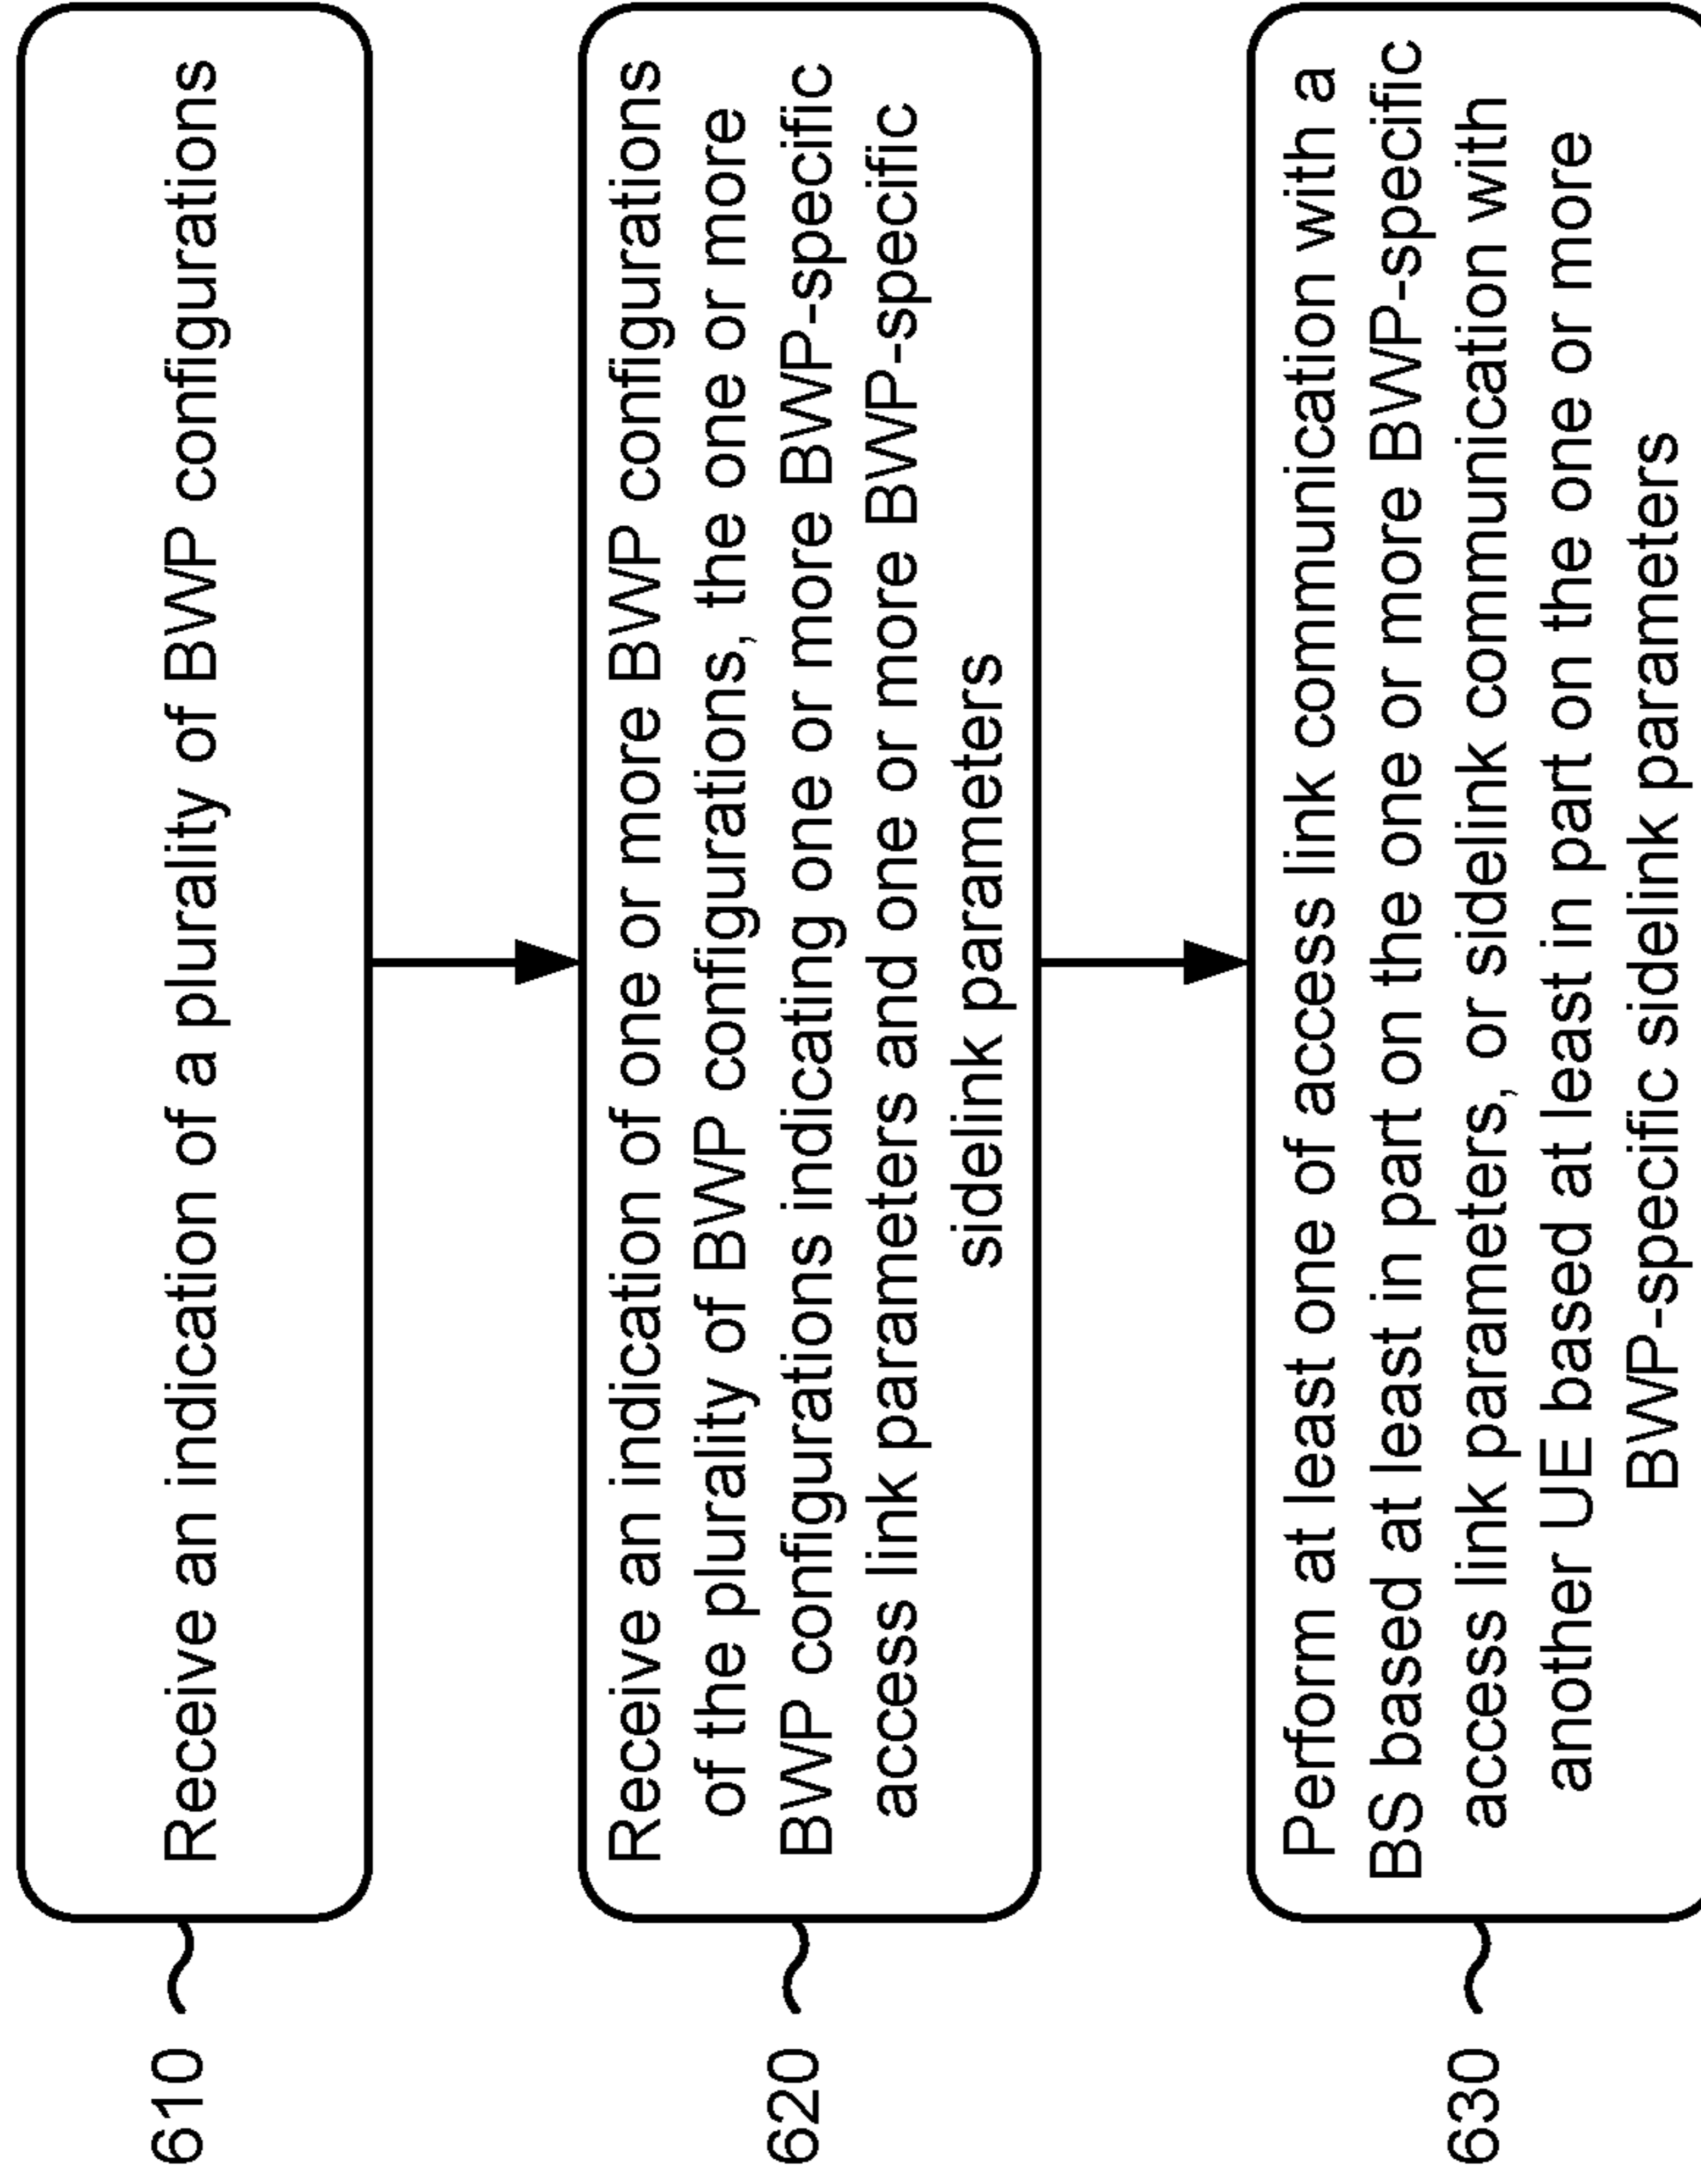 610
Receive an indication of a plurality of BWP configurations
620
Receive an indication of one or more BWP configurations
of the plurality of BWP configurations, the one or more
BWP configurations indicating one or more BWP-specific
access link parameters and one or more BWP-specific
sidelink parameters
630
Perform at least one of access link communication with a
BS based at least in part on the one or more BWP-specific
access link parameters, or sidelink communication with
another UE based at least in part on the one or more
BWP-specific sidelink parameters